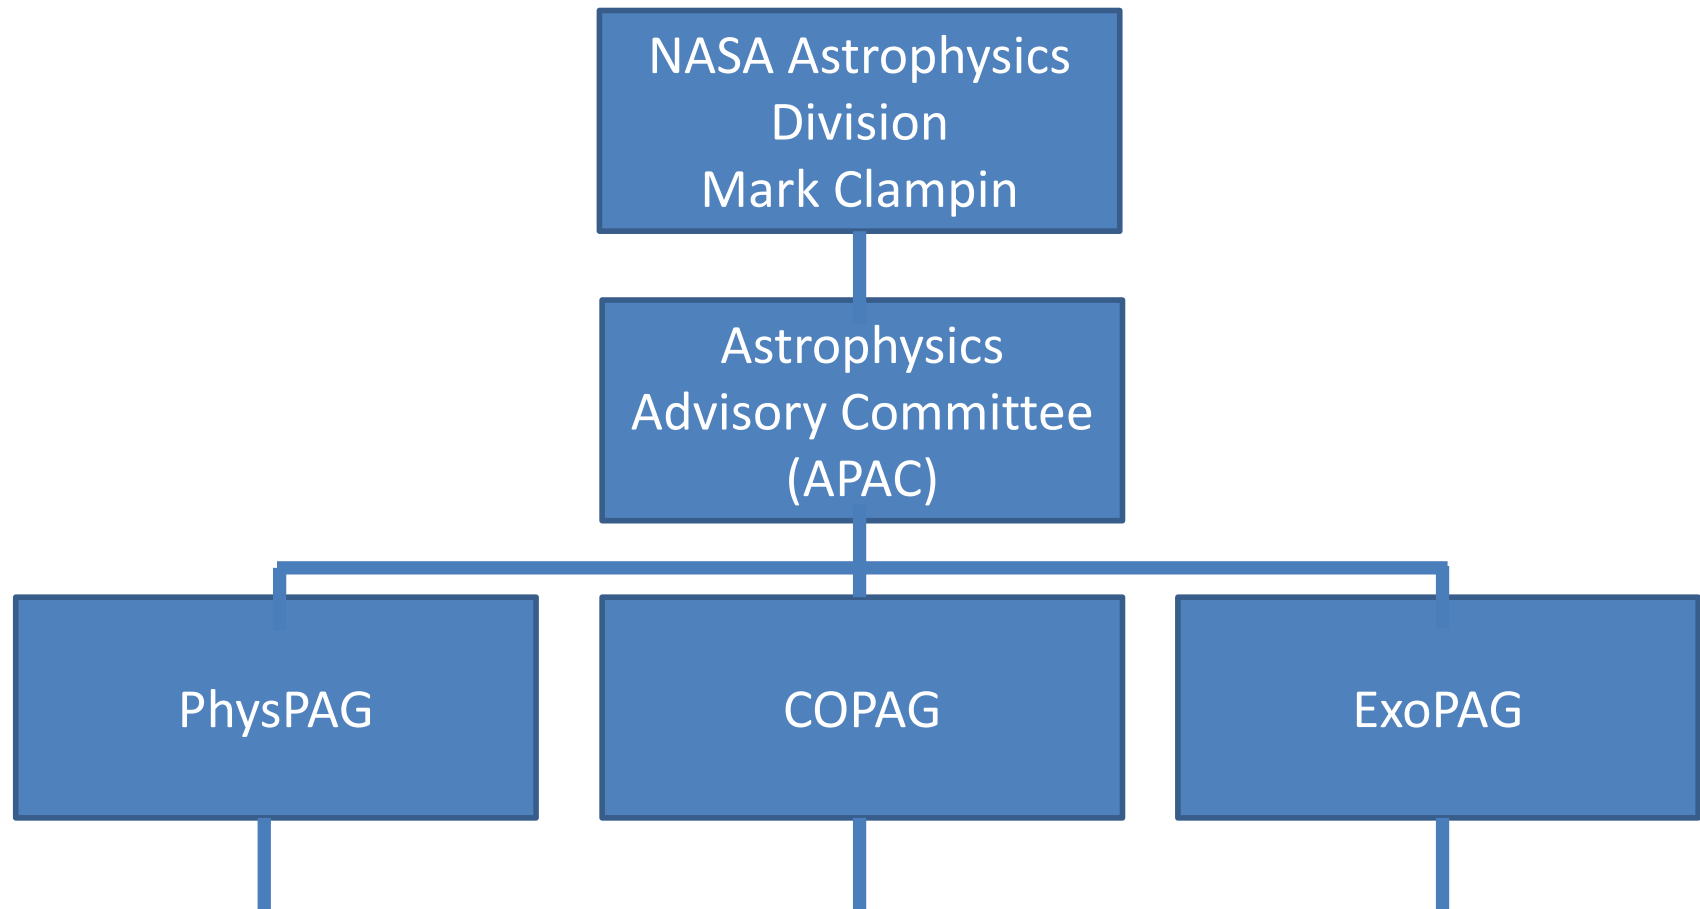 NASA Astrophysics
Division
Mark Clampin
Astrophysics
Advisory Committee
(APAC)
PhysPAG
COPAG
ExoPAG